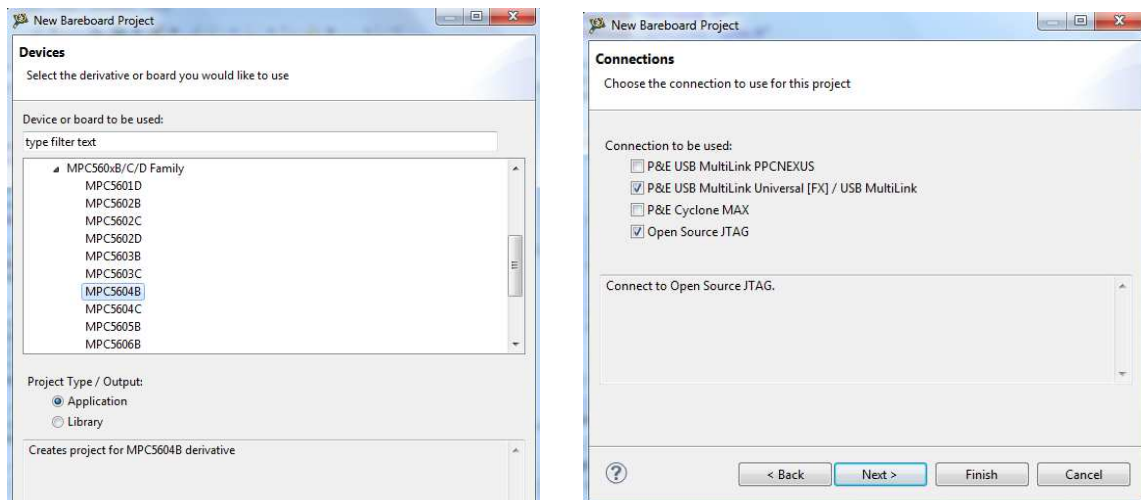 New Bareboard Project
Devices
Select the derivative or board you would like to use
Device or board to be used:
type filter text
MPC560xB/C/D Family
MPC5601D
MPC5602B
MPC5602C
MPC5602D
MPC5603B
MPC5603C
MPC5604B
MPC5604C
MPC5605B
MPC5606B
Project Type / Output:
Application
Library
Creates project for MPC5604B derivative
New Bareboard Project
Connections
Choose the connection to use for this project
Connection to be used:
P&E USB MultiLink PPCNEXUS
P&E USB MultiLink Universal [FX] / USB MultiLink
P&E Cyclone MAX
Open Source JTAG
Connect to Open Source JTAG.
? < Back Next > Finish Cancel